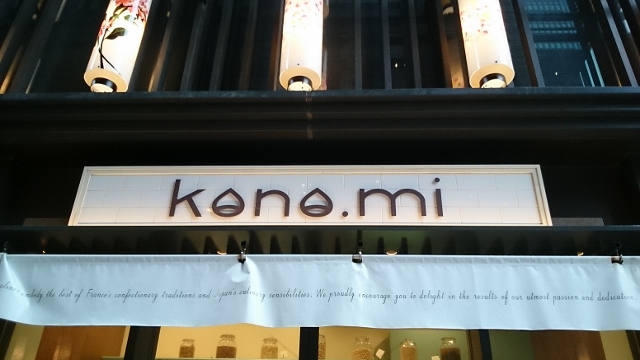 kono.mi
embody the best of France's confectionery traditions and Japan's culinary sensibilities. We proudly encourage you to delight in the results of our utmost passion and dedication.